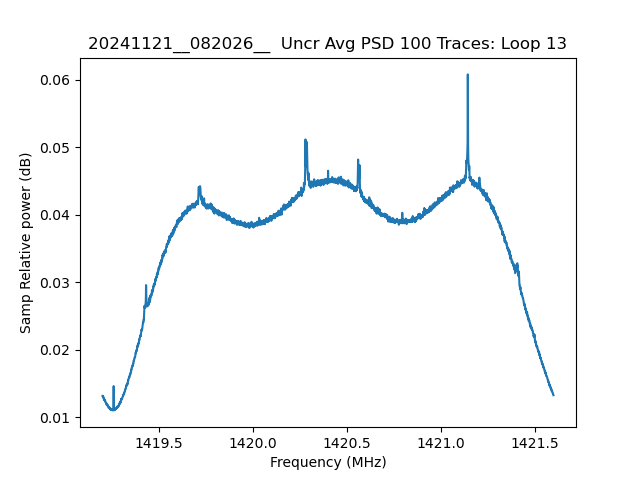 20241121__082026__  Uncr Avg PSD 100 Traces: Loop 13
0.06
0.05
0.04
0.03
0.02
0.01
Samp Relative power (dB)
1419.5 1420.0 1420.5 1421.0 1421.5
Frequency (MHz)